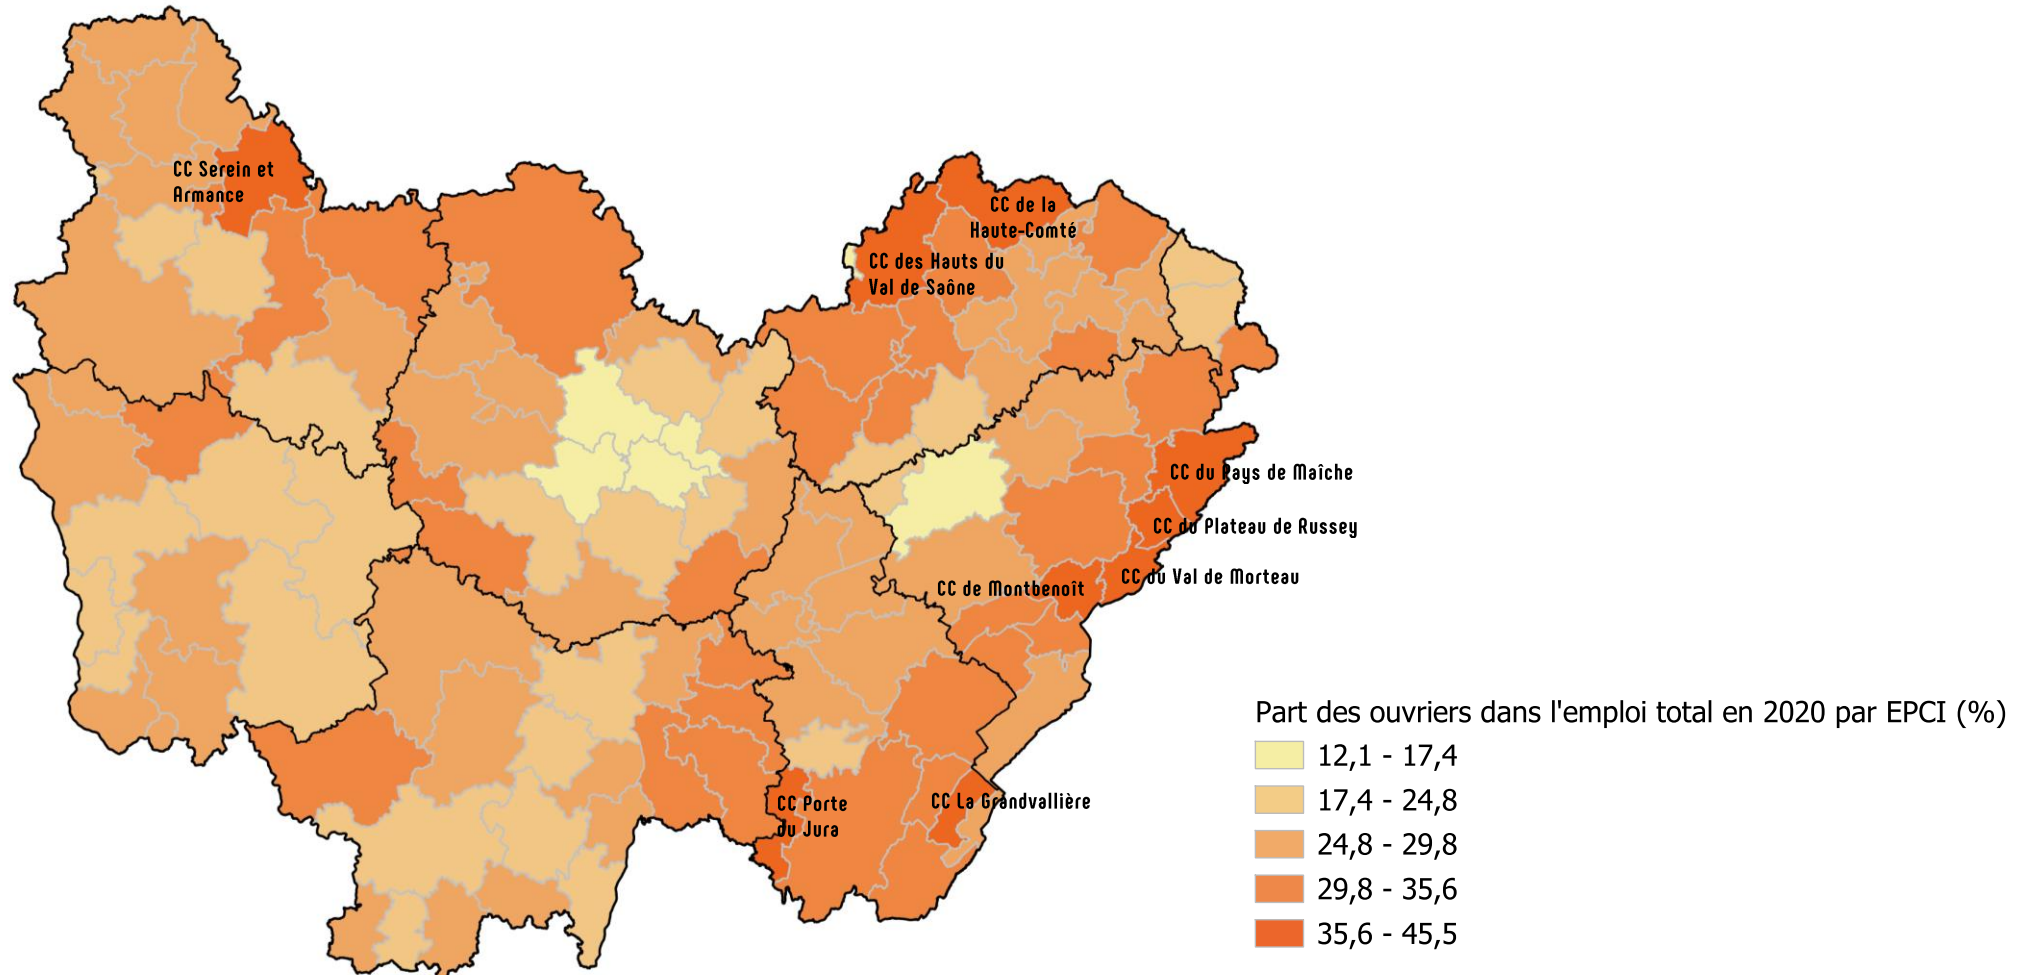 CC Serein et
Armance
CC de la
Haute-Comté
CC des Hauts du
Val de Saône
CC du Pays de Maîche
CC du Plateau de Russey
CC du Val de Morteau
CC de Montbenoît
CC Porte
du Jura
CC La Grandvallière
Part des ouvriers dans l'emploi total en 2020 par EPCI (%)
12,1 - 17,4
17,4 - 24,8
24,8 - 29,8
29,8 - 35,6
35,6 - 45,5